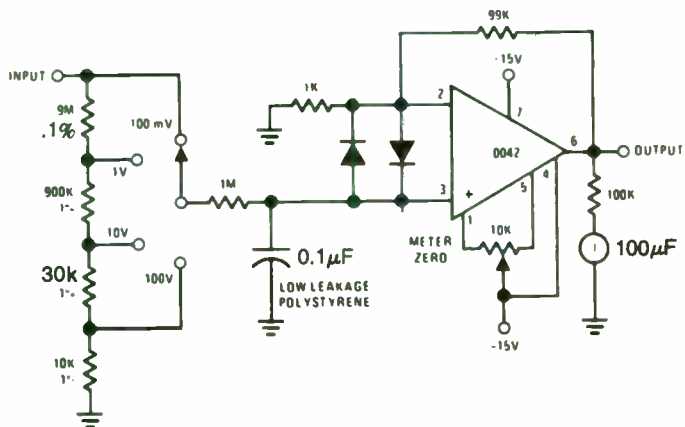 INPUT
9M
.1%
100 mV
1V
900K
1%
10V
30k
1%
100V
10K
1%
1M
0.1μF
LOW LEAKAGE
POLYSTYRENE
1K
99K
-15V
2
7
0042
6
OUTPUT
3
+
4
5
1
10K
METER
ZERO
-15V
100K
I
100μF